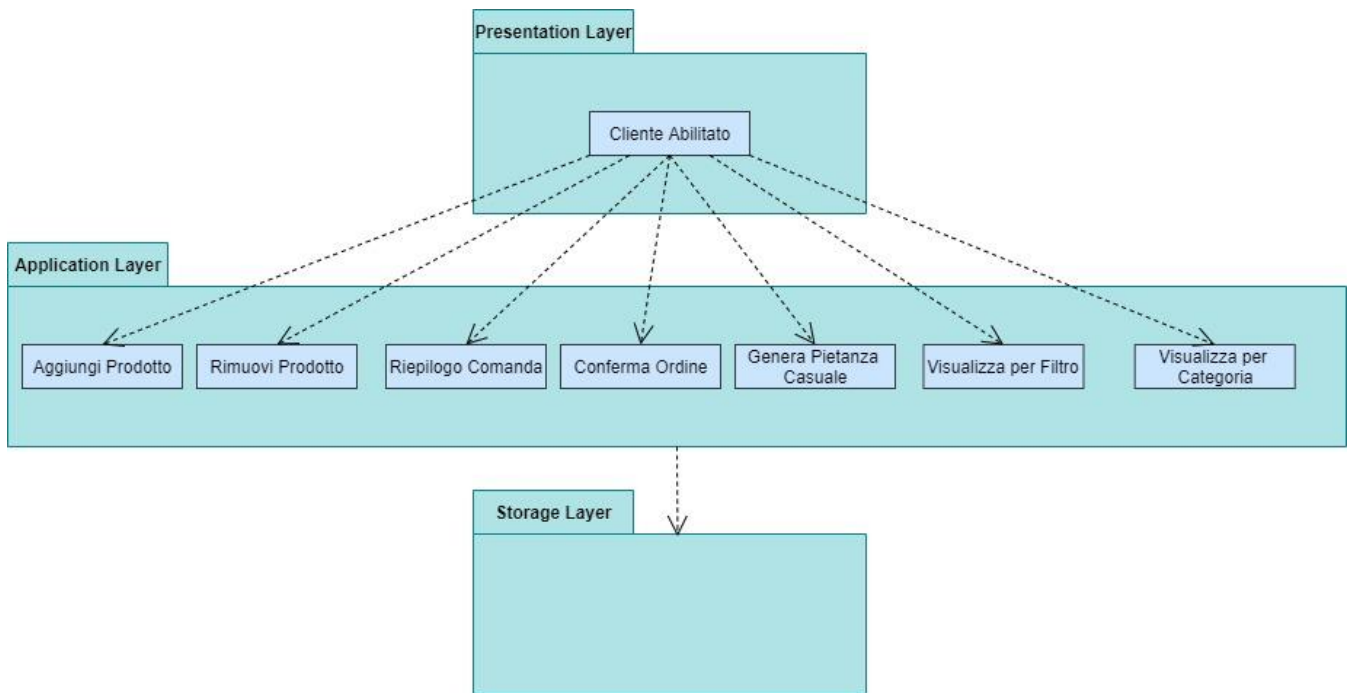 Presentation Layer
Cliente Abilitato
Application Layer
Aggiungi Prodotto
Rimuovi Prodotto
Riepilogo Comanda
Conferma Ordine
Genera Pietanza
Casuale
Visualizza per Filtro
Visualizza per
Categoria
Storage Layer